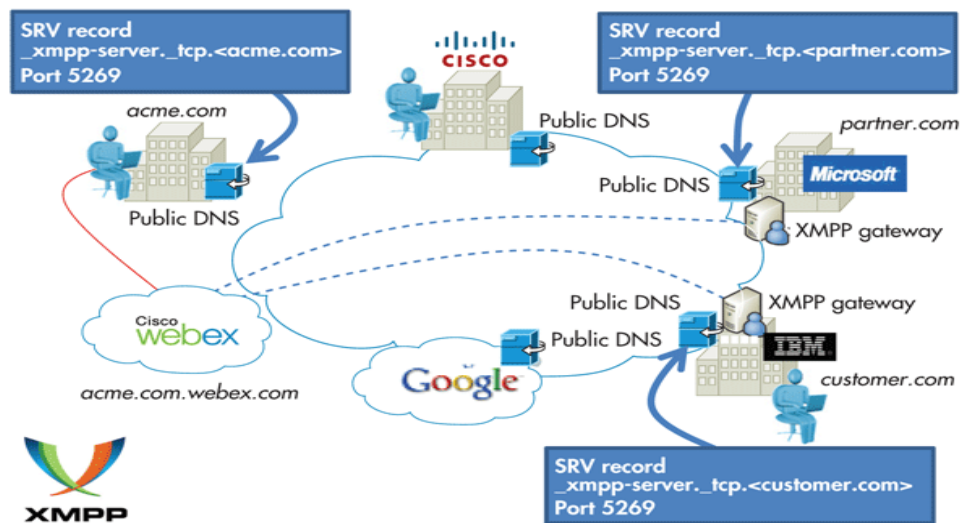 SRV record
_xmpp-server._tcp.<acme.com>
Port 5269
CISCO
SRV record
_xmpp-server._tcp.<partner.com>
Port 5269
acme.com
Public DNS
partner.com
Public DNS
Microsoft
Public DNS
XMPP gateway
Public DNS
XMPP gateway
Cisco
webex
Public DNS
IBM.
Google
customer.com
acme.com.webex.com
SRV record
_xmpp-server._tcp.<customer.com>
Port 5269
XMPP